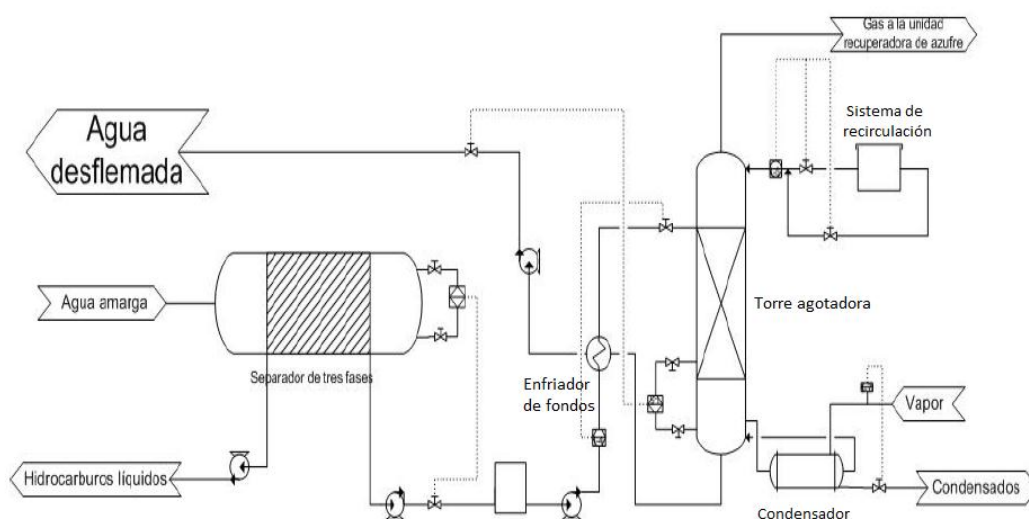 Gas a la unidad
recuperadora de azufre
Sistema de
recirculación
Agua
desflemada
Agua amarga
Torre agotadora
Separador de tres fases
Enfriador
de fondos
Vapor
Hidrocarburos líquidos
Condensados
Condensador